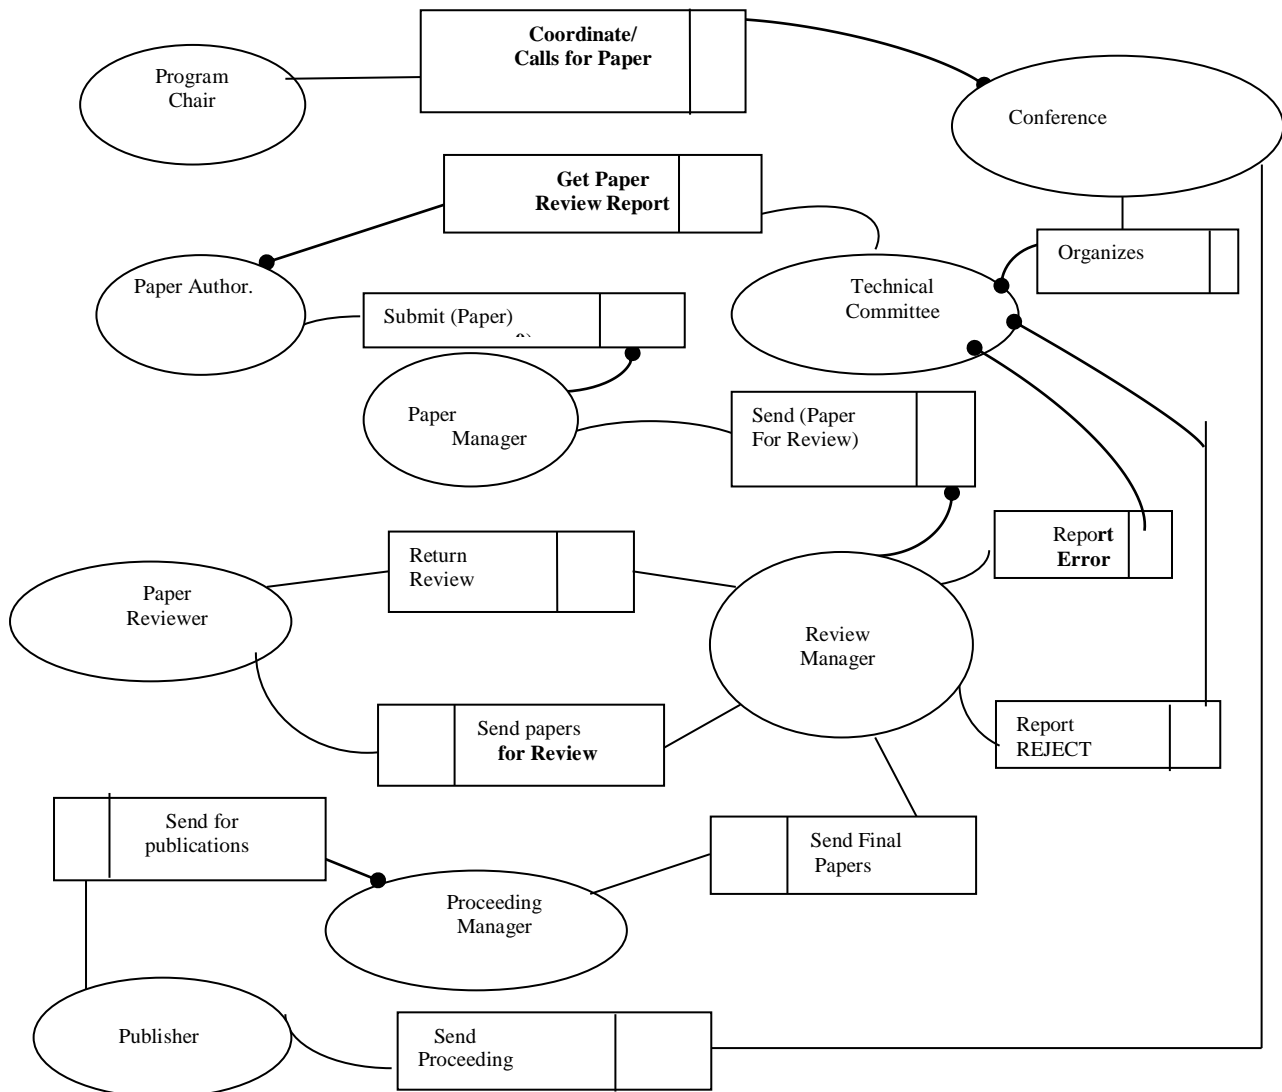 Coordinate/
Calls for Paper
Program
Chair
Conference
Get Paper
Review Report
Organizes
Paper Author.
Technical
Committee
Submit (Paper)
Paper
Manager
Send (Paper
For Review)
Report
Error
Return
Review
Paper
Reviewer
Review
Manager
Send papers
for Review
Report
REJECT
Send for
publications
Send Final
Papers
Proceeding
Manager
Publisher
Send
Proceeding